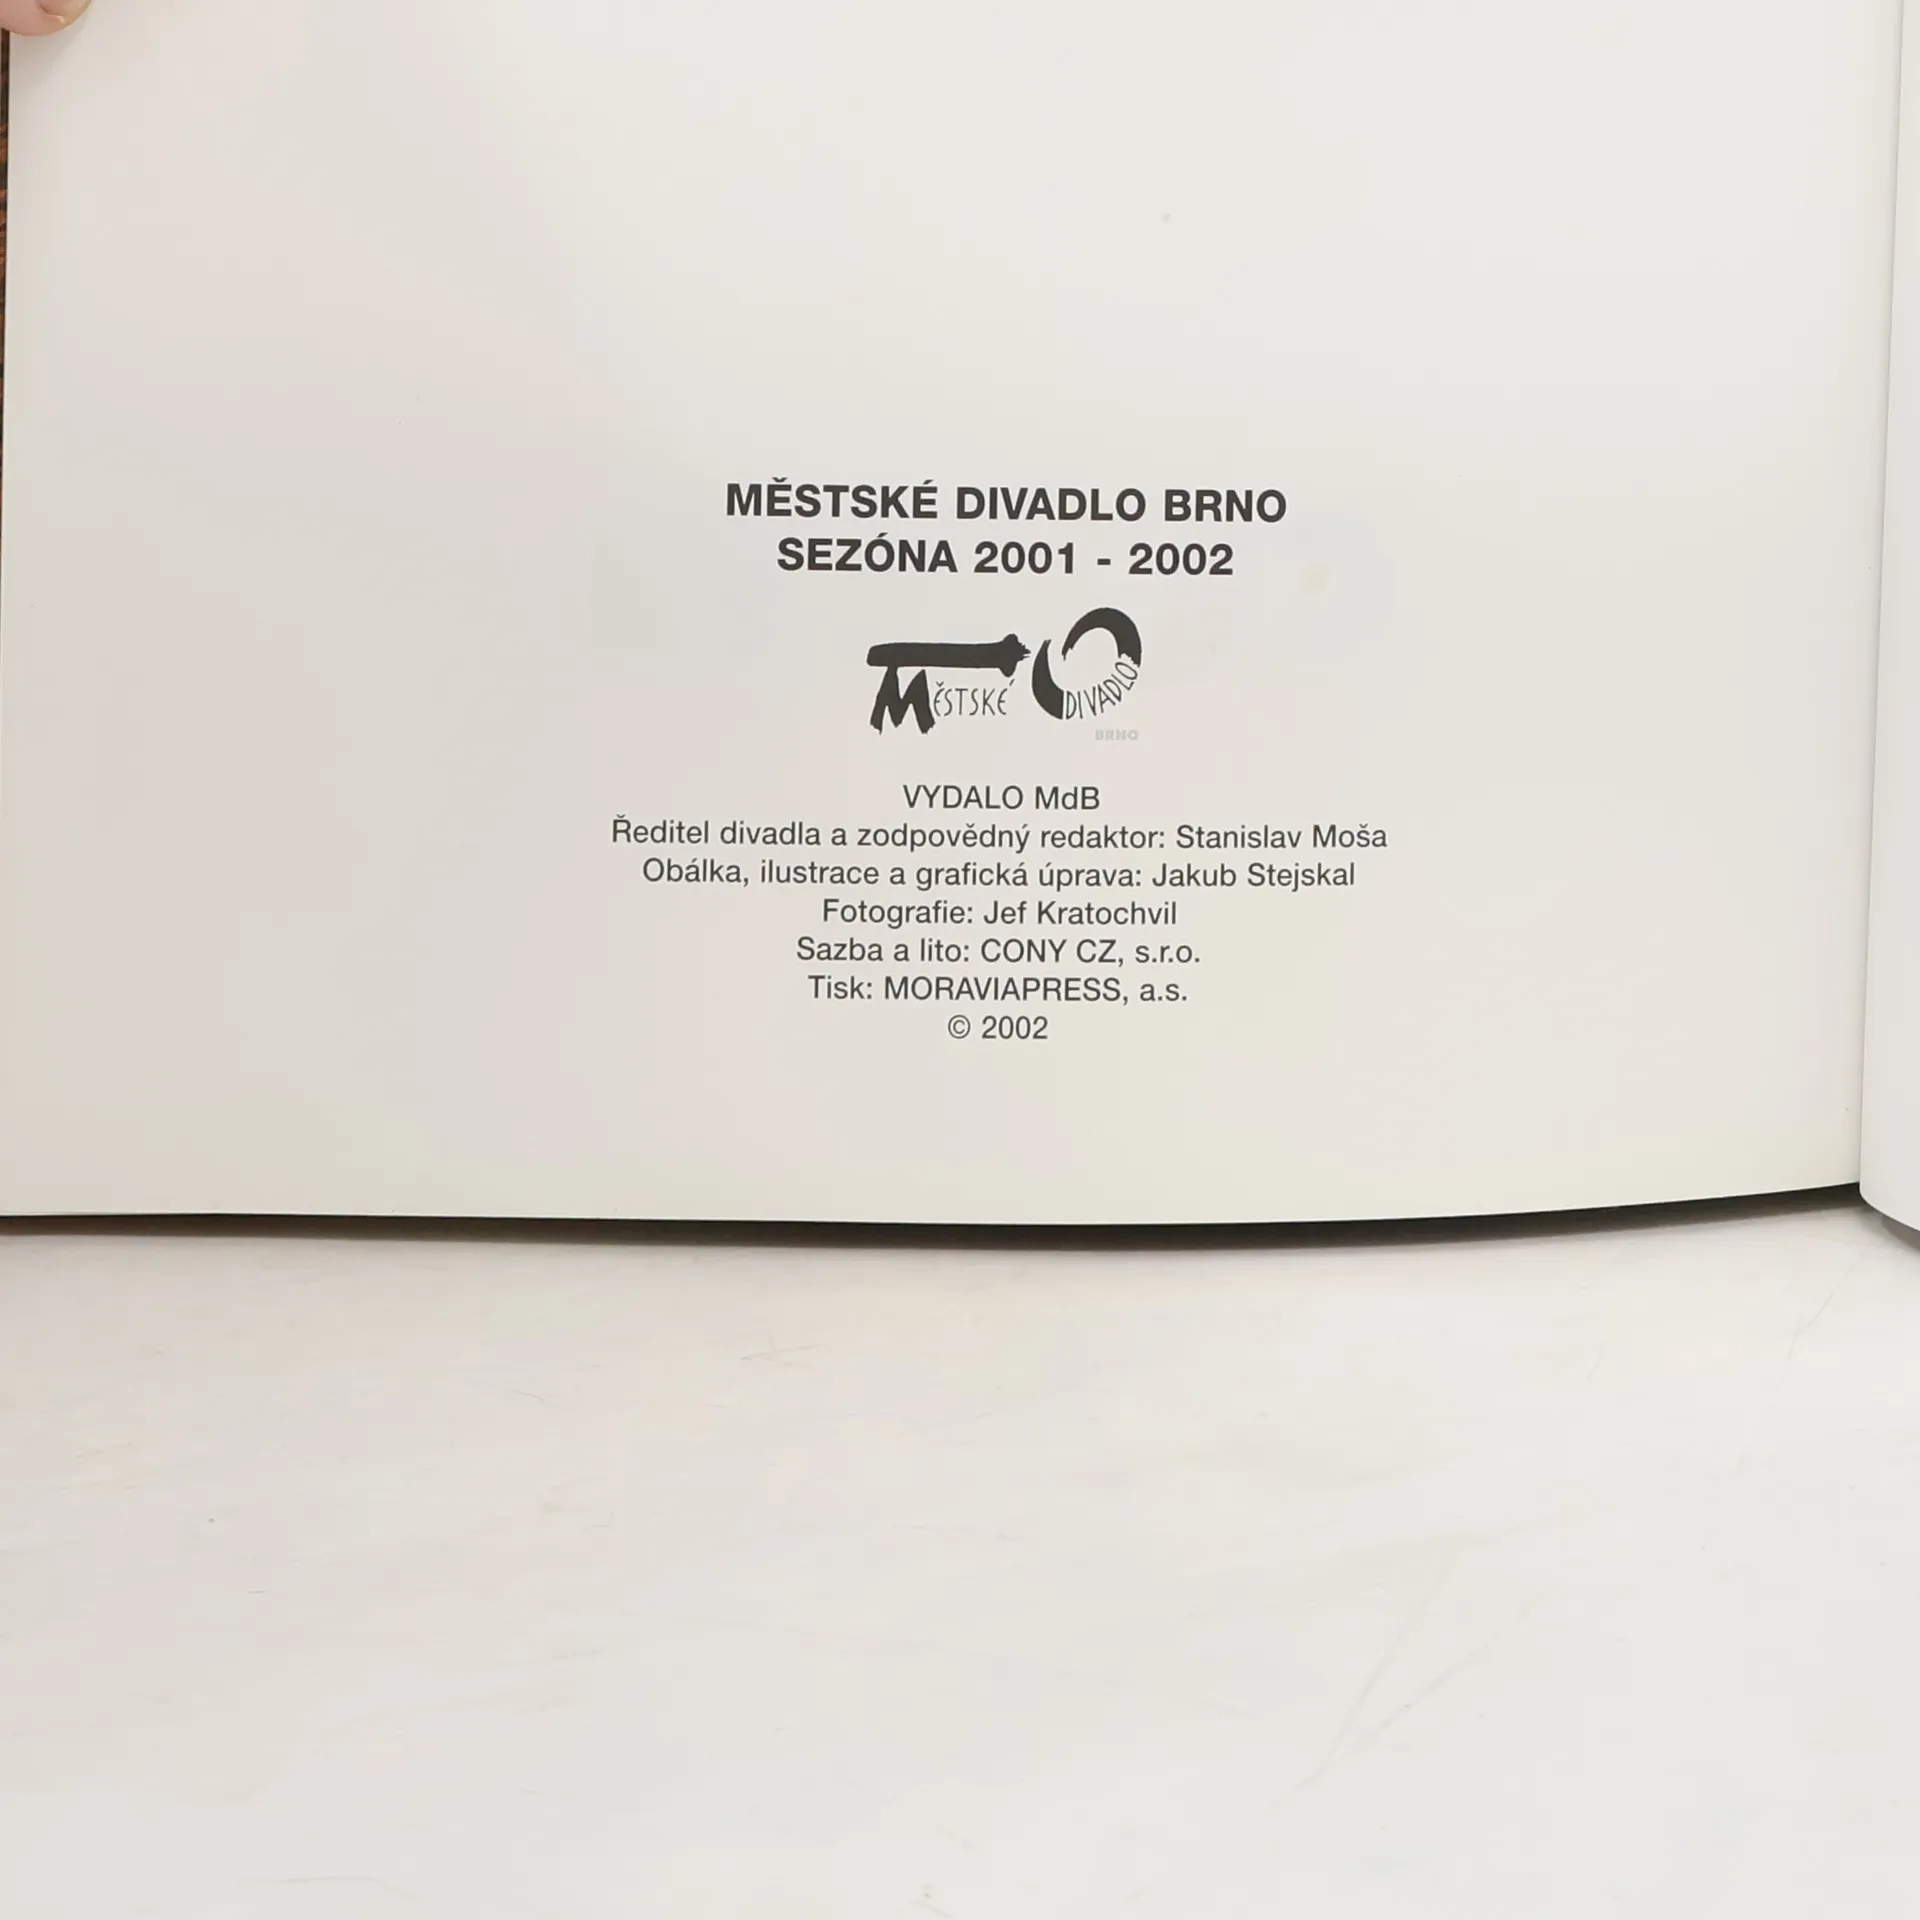 MĚSTSKÉ DIVADLO BRNO
SEZÓNA 2001 - 2002
MĚSTSKÉ DIVADLO
BRNO
VYDALO MdB
Ředitel divadla a zodpovědný redaktor: Stanislav Moša
Obálka, ilustrace a grafická úprava: Jakub Stejskal
Fotografie: Jef Kratochvil
Sazba a lito: CONY CZ, s.r.o.
Tisk: MORAVIAPRESS, a.s.
© 2002